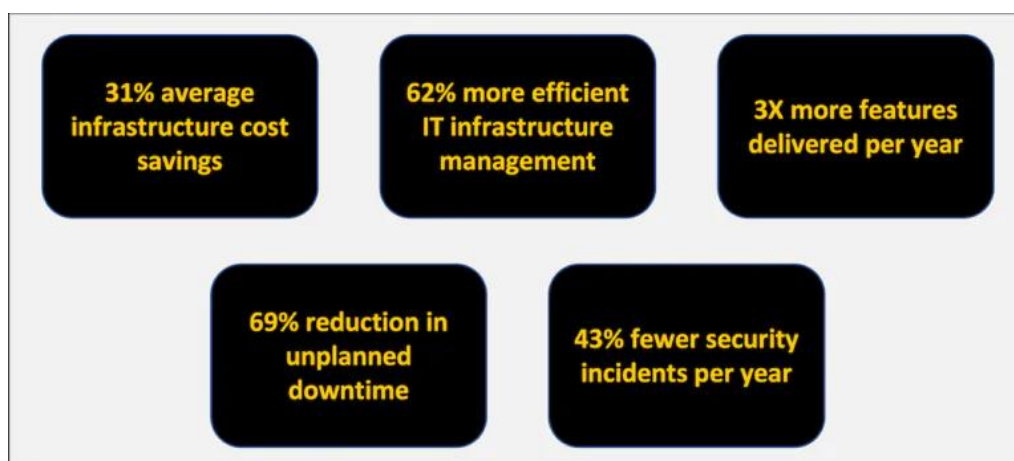 31% average
infrastructure cost
savings
62% more efficient
IT infrastructure
management
3X more features
delivered per year
69% reduction in
unplanned
downtime
43% fewer security
incidents per year